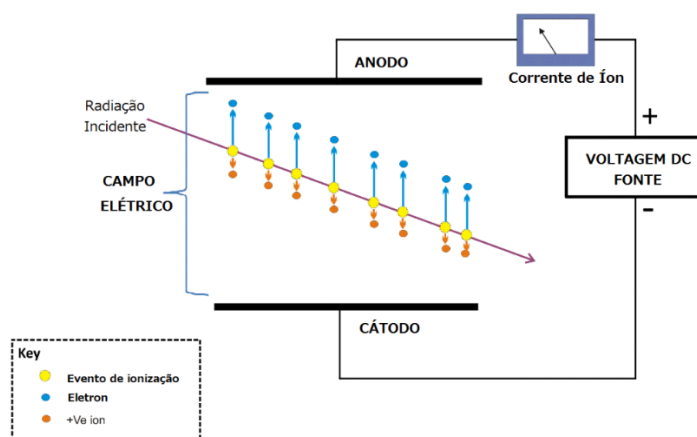 ANODO
Corrente de Íon
Radiação
Incidente
+
VOLTAGEM DC
FONTE
-
CAMPO
ELÉTRICO
CÁTODO
Key
Evento de ionização
Eletron
+Ve ion